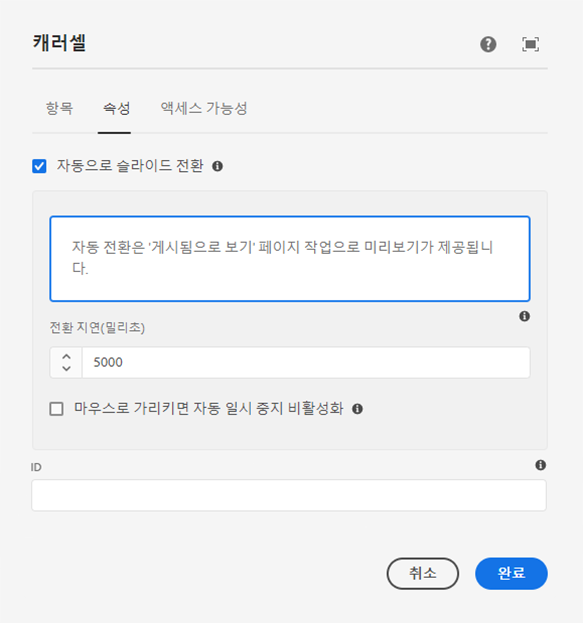 캐러셀
항목 속성 액세스 가능성
자동으로 슬라이드 전환
자동 전환은 '게시됨으로 보기' 페이지 작업으로 미리보기가 제공됩니
다.
전환 지연(밀리초)
5000
마우스로 가리키면 자동 일시 중지 비활성화
ID
취소 완료